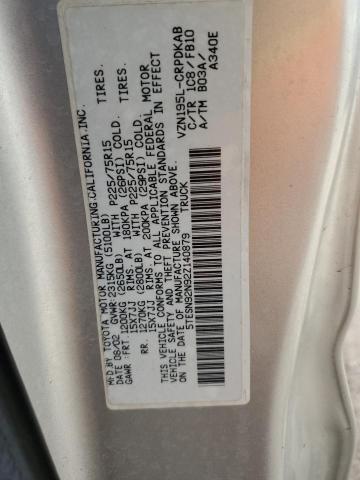 MFD BY TOYOTA MOTOR MANUFACTURING,CALIFORNIA,INC.
DATE 08/02 GVWR:2315KG (5100LB)
GAWR :FRT 1200KG (2650LB) WITH P225/75R15 TIRES.
15X7JJ RIMS. AT 180KPA (26PSI) COLD.
RR. 1270KG (2800LB) WITH P225/75R15 TIRES.
15X7JJ RIMS. AT 200KPA (29PSI) COLD.
THIS VEHICLE CONFORMS TO ALL APPLICABLE FEDERAL MOTOR
VEHICLE SAFETY AND THEFT PREVENTION STANDARDS IN EFFECT
ON THE DATE OF MANUFACTURE SHOWN ABOVE.
5TESN92N92Z140879 TRUCK
VZN195L-CRPDKAB
C/TR 1C8/FB10
A/TM B03A/
A340E